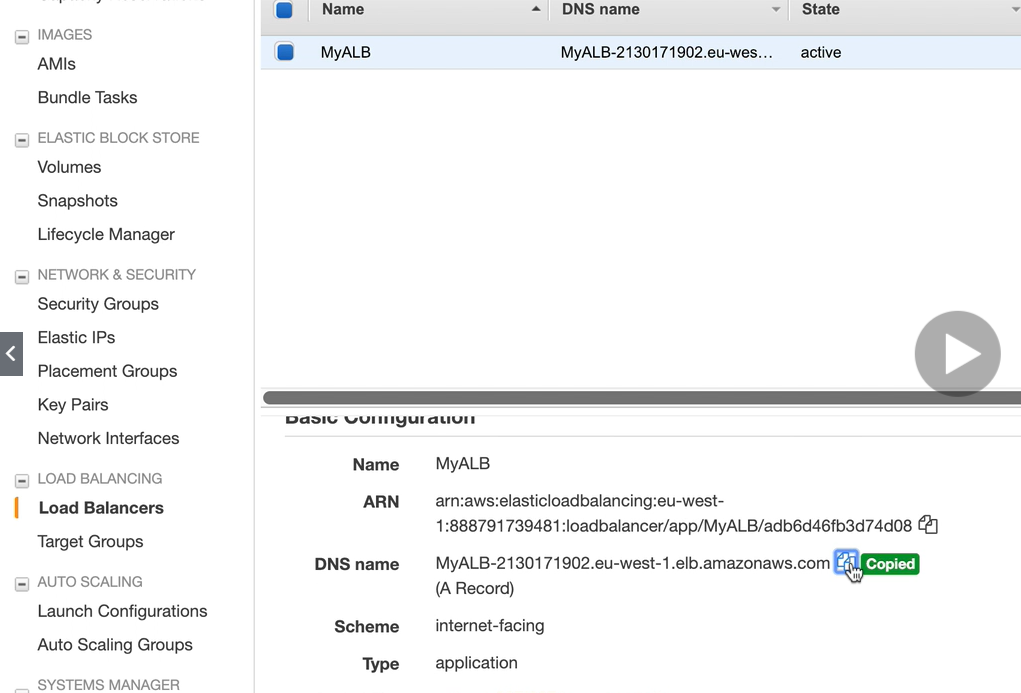 IMAGES
AMIs
Bundle Tasks
ELASTIC BLOCK STORE
Volumes
Snapshots
Lifecycle Manager
NETWORK & SECURITY
Security Groups
Elastic IPs
Placement Groups
Key Pairs
Network Interfaces
LOAD BALANCING
Load Balancers
Target Groups
AUTO SCALING
Launch Configurations
Auto Scaling Groups
SYSTEMS MANAGER
Name DNS name State
MyALB MyALB-2130171902.eu-wes... active
Basic Configuration
Name MyALB
ARN arn:aws:elasticloadbalancing:eu-west-
1:888791739481:loadbalancer/app/MyALB/adb6d46fb3d74d08
DNS name MyALB-2130171902.eu-west-1.elb.amazonaws.com Copied
(A Record)
Scheme internet-facing
Type application